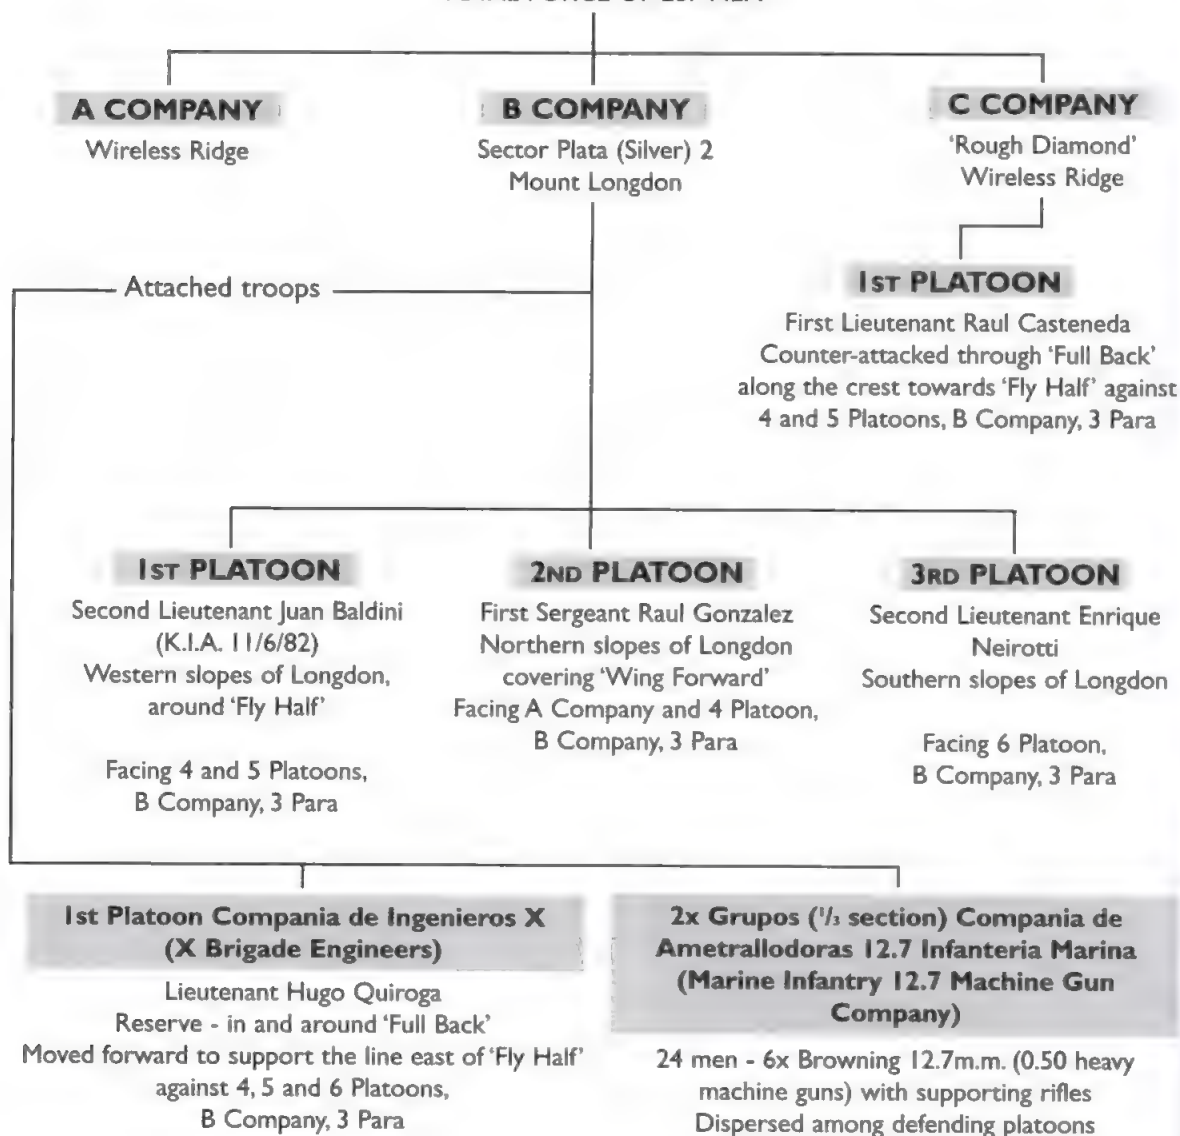 A COMPANY
Wireless Ridge
B COMPANY
Sector Plata (Silver) 2
Mount Longdon
C COMPANY
'Rough Diamond'
Wireless Ridge
Attached troops
1ST PLATOON
First Lieutenant Raul Casteneda
Counter-attacked through 'Full Back'
along the crest towards 'Fly Half' against
4 and 5 Platoons, B Company, 3 Para
1ST PLATOON
Second Lieutenant Juan Baldini
(K.I.A. 11/6/82)
Western slopes of Longdon,
around 'Fly Half'
Facing 4 and 5 Platoons,
B Company, 3 Para
2ND PLATOON
First Sergeant Raul Gonzalez
Northern slopes of Longdon
covering 'Wing Forward'
Facing A Company and 4 Platoon,
B Company, 3 Para
3RD PLATOON
Second Lieutenant Enrique
Neirotti
Southern slopes of Longdon
Facing 6 Platoon,
B Company, 3 Para
1st Platoon Compania de Ingenieros X
(X Brigade Engineers)
Lieutenant Hugo Quiroga
Reserve - in and around 'Full Back'
Moved forward to support the line east of 'Fly Half'
against 4, 5 and 6 Platoons,
B Company, 3 Para
2x Grupos (1/3 section) Compania de
Ametrallodoras 12.7 Infanteria Marina
(Marine Infantry 12.7 Machine Gun
Company)
24 men - 6x Browning 12.7m.m. (0.50 heavy
machine guns) with supporting rifles
Dispersed among defending platoons